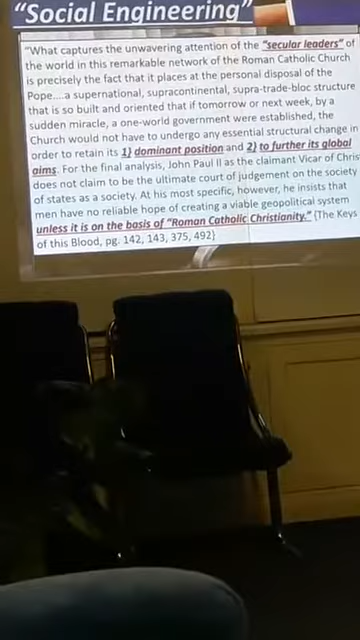 “Social Engineering”
“What captures the unwavering attention of the “secular leaders” of
the world in this remarkable network of the Roman Catholic Church
is precisely the fact that it places at the personal disposal of the
Pope....a supernational, supracontinental, supra-trade-bloc structure
that is so built and oriented that if tomorrow or next week, by a
sudden miracle, a one-world government were established, the
Church would not have to undergo any essential structural change in
order to retain its 1} dominant position and 2} to further its global
aims. For the final analysis, John Paul II as the claimant Vicar of Chris
does not claim to be the ultimate court of judgement on the society
of states as a society. At his most specific, however, he insists that
men have no reliable hope of creating a viable geopolitical system
unless it is on the basis of “Roman Catholic Christianity.” {The Keys
of this Blood, pg. 142, 143, 375, 492}